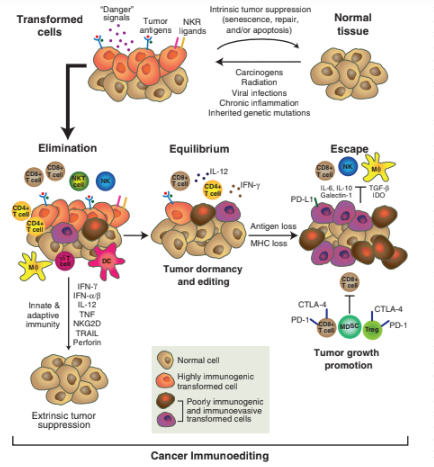 Transformed
cells
"Danger"
signals
Tumor
antigens
NKR
ligands
Intrinsic tumor suppression
(senescence, repair,
and/or apoptosis)
Normal
tissue
Carcinogens
Radiation
Viral infections
Chronic inflammation
Inherited genetic mutations
Elimination
CD8+
T cell
CD8+
T cell
NKT
cell
NK
CD4+
T cell
CD4+
T cell
Mθ
γδ T
cell
DC
Innate &
adaptive
immunity
IFN-γ
IFN-α/β
IL-12
TNF
NKG2D
TRAIL
Perforin
Extrinsic tumor
suppression
Equilibrium
CD8+
T cell
IL-12
CD4+
T cell
IFN-γ
Tumor dormancy
and editing
Antigen loss
MHC loss
Escape
CD8+
T cell
NK
Mθ
IL-6, IL-10
Galectin-1
TGF-β
IDO
PD-L1
CD8+
T cell
CTLA-4
PD-1
CD8+
T cell
MDSC
Treg
CTLA-4
PD-1
Tumor growth
promotion
Normal cell
Highly immunogenic
transformed cell
Poorly immunogenic
and immunoevasive
transformed cells
Cancer Immunoediting